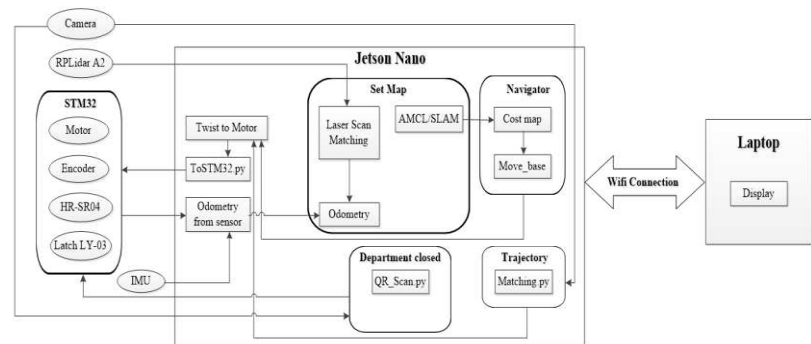 Camera
RPLidar A2
STM32
Motor
Encoder
HR-SR04
Latch LY-03
IMU
Jetson Nano
Twist to Motor
ToSTM32.py
Odometry
from sensor
Set Map
Laser Scan
Matching
AMCL/SLAM
Odometry
Navigator
Cost map
Move_base
Department closed
QR_Scan.py
Trajectory
Matching.py
Wifi Connection
Laptop
Display